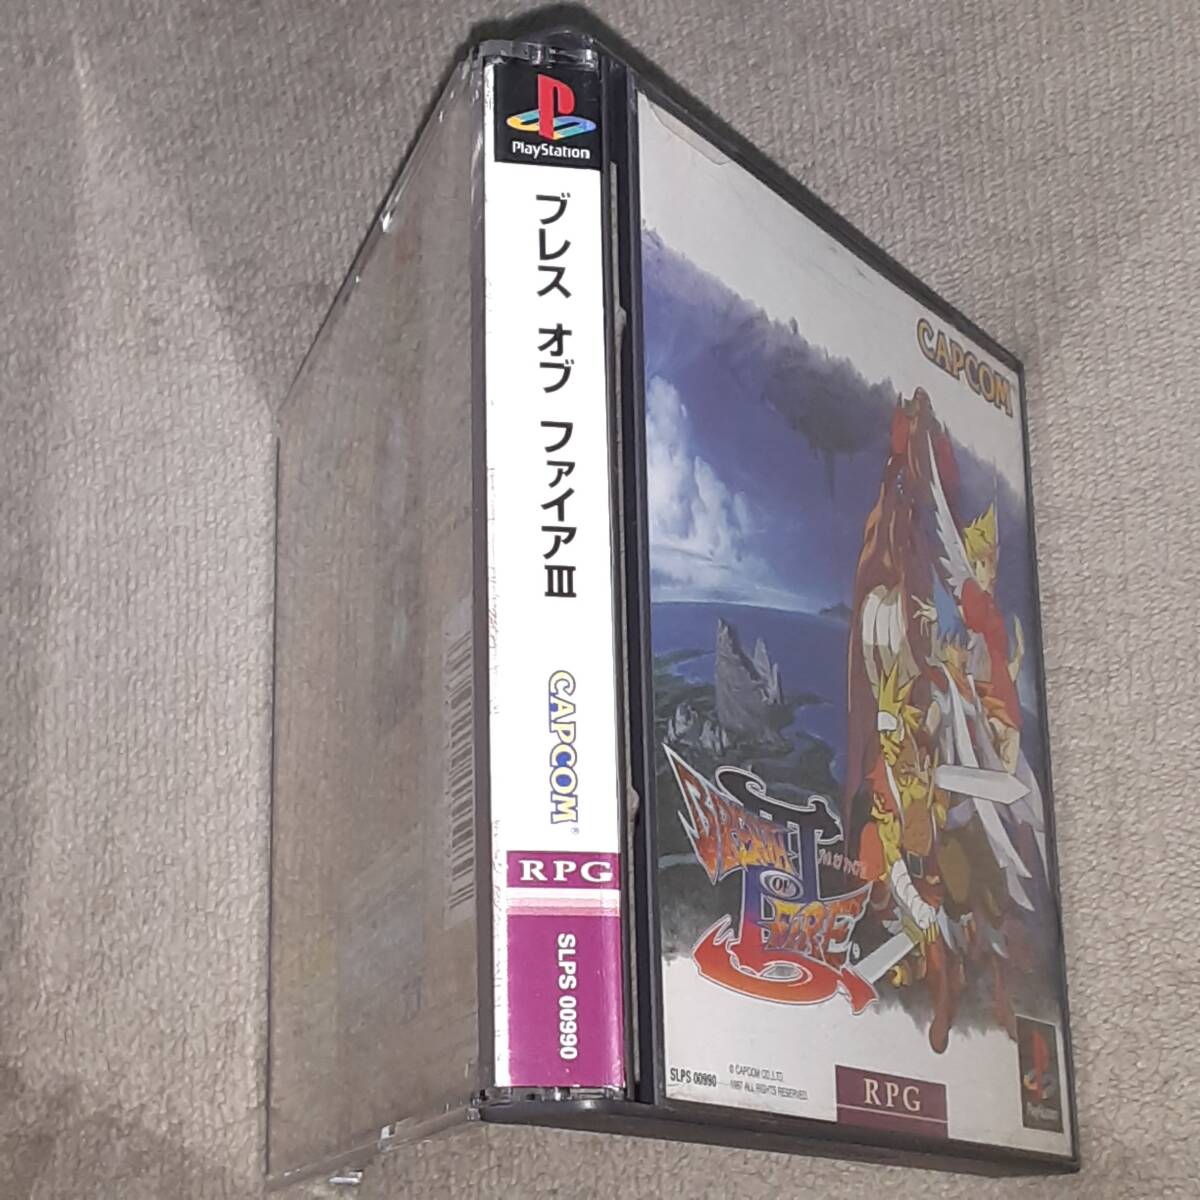 PlayStation
ブレス オブ ファイアIII
CAPCOM®
RPG
SLPS 00990
CAPCOM
BREATH OF FIRE III
SLPS 00990
© CAPCOM CO.,LTD.
1997 ALL RIGHTS RESERVED.
RPG
PlayStation